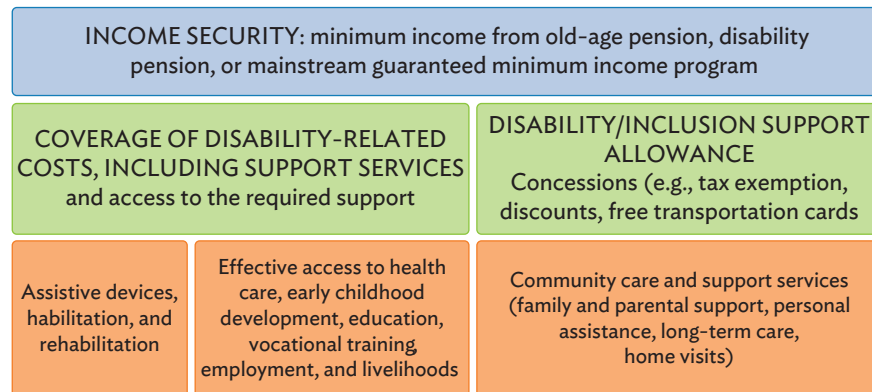 INCOME SECURITY: minimum income from old-age pension, disability
pension, or mainstream guaranteed minimum income program
COVERAGE OF DISABILITY-RELATED
COSTS, INCLUDING SUPPORT SERVICES
and access to the required support
DISABILITY/INCLUSION SUPPORT
ALLOWANCE
Concessions (e.g., tax exemption,
discounts, free transportation cards
Assistive devices,
habilitation, and
rehabilitation
Effective access to health
care, early childhood
development, education,
vocational training,
employment, and livelihoods
Community care and support services
(family and parental support, personal
assistance, long-term care,
home visits)